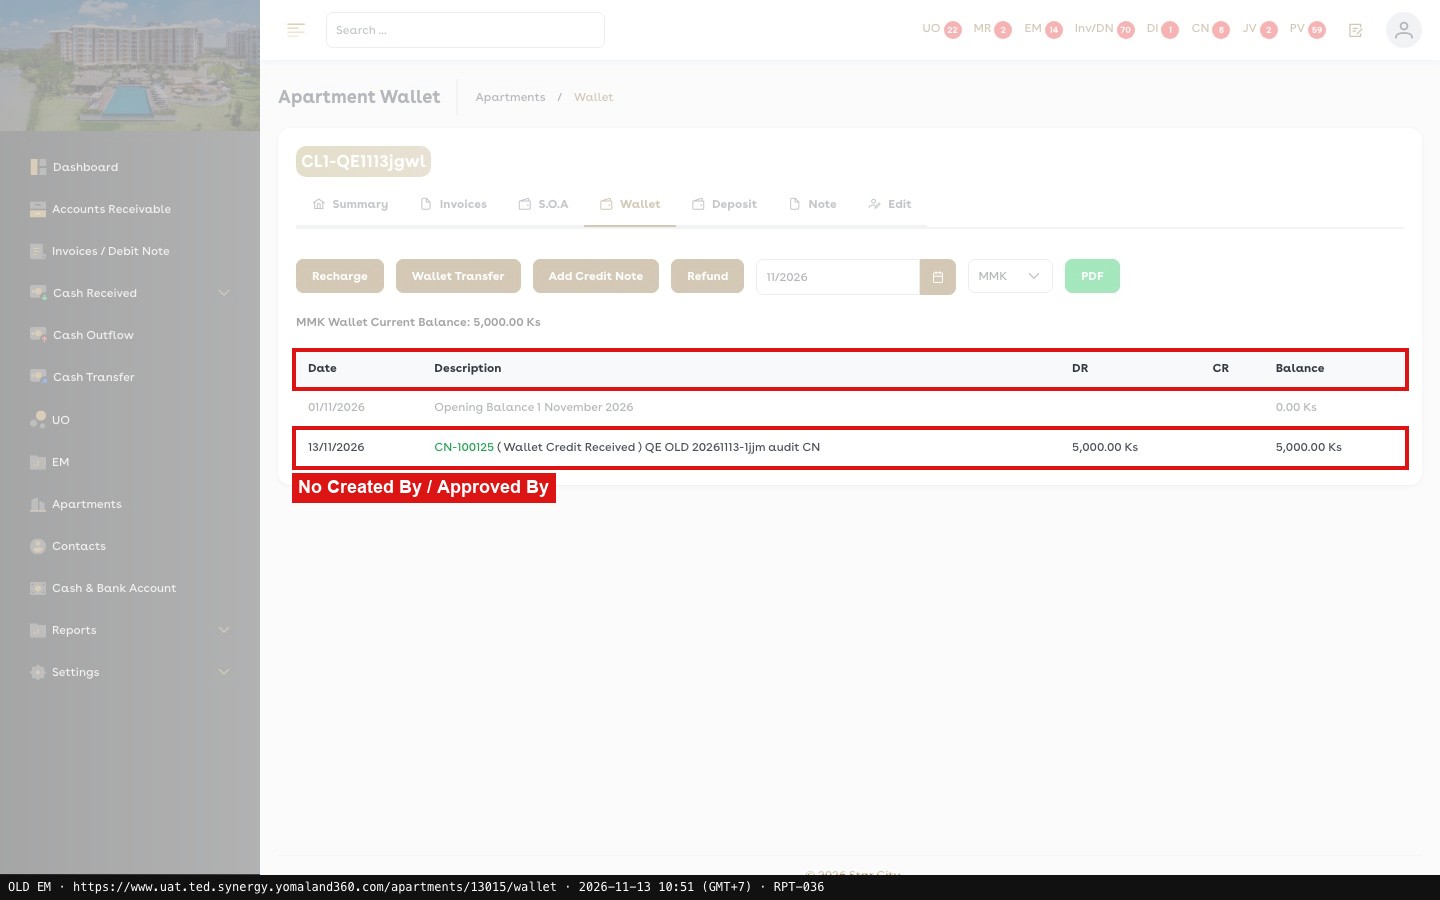 Search ...
UO 22 MR 2 EM 14 Inv/DN 70 DI 1 CN 8 JV 2 PV 59
Apartment Wallet
Apartments / Wallet
Dashboard
Accounts Receivable
Invoices / Debit Note
Cash Received
Cash Outflow
Cash Transfer
UO
EM
Apartments
Contacts
Cash & Bank Account
Reports
Settings
CL1-QE1113jgwl
Summary Invoices S.O.A Wallet Deposit Note Edit
Recharge Wallet Transfer Add Credit Note Refund 11/2026 MMK PDF
MMK Wallet Current Balance: 5,000.00 Ks
Date Description DR CR Balance
01/11/2026 Opening Balance 1 November 2026 0.00 Ks
13/11/2026 CN-100125 ( Wallet Credit Received ) QE OLD 20261113-1jjm audit CN 5,000.00 Ks 5,000.00 Ks
No Created By / Approved By
© 2026 Star City
OLD EM · https://www.uat.ted.synergy.yomaland360.com/apartments/13015/wallet · 2026-11-13 10:51 (GMT+7) · RPT-036